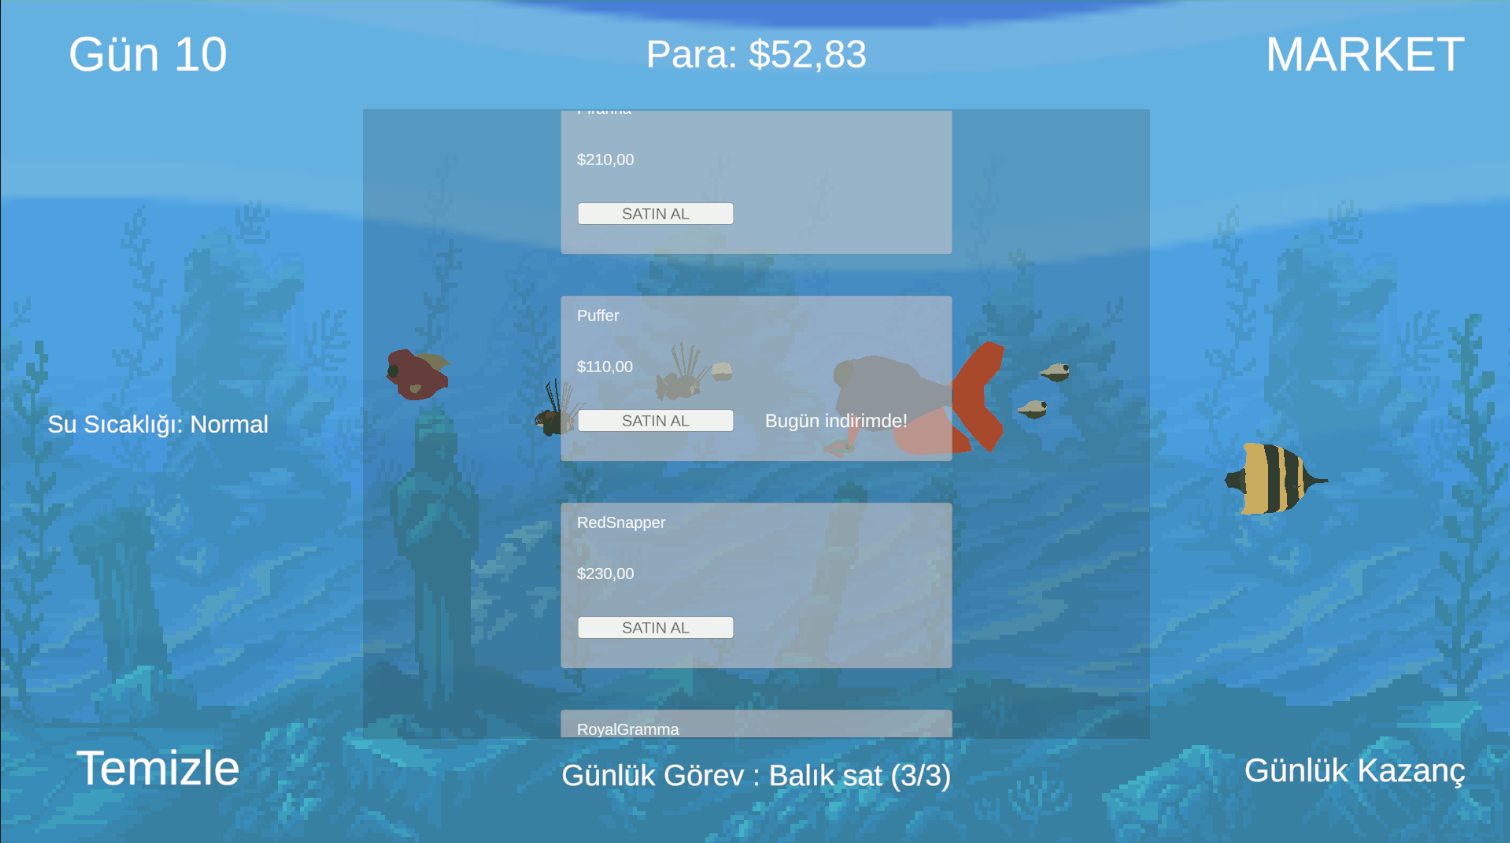 Gün 10
Para: $52,83
MARKET
$210,00
SATIN AL
Puffer
$110,00
SATIN AL
Bugün indirimde!
Su Sıcaklığı: Normal
RedSnapper
$230,00
SATIN AL
RoyalGramma
Temizle
Günlük Görev : Balık sat (3/3)
Günlük Kazanç